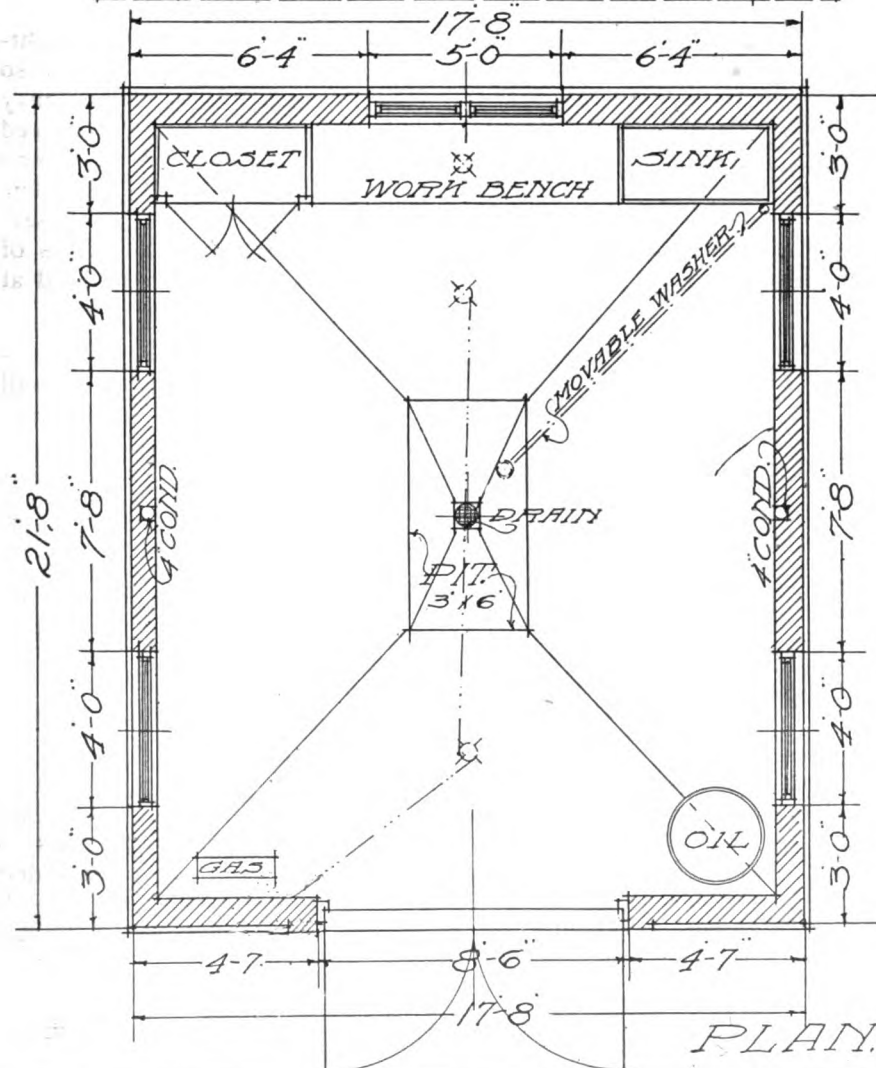 17'-8"
6'-4" 5'-0" 6'-4"
CLOSET
WORK BENCH
SINK
MOVABLE WASHER
3'-0"
4'-0"
7'-8"
4'-0"
3'-0"
21'-8"
3'-0"
4'-0"
7'-8"
4'-0"
3'-0"
4" COND.
4" COND.
DRAIN
PIT.
3' x 6'
GAS
OIL
4'-7 8'-6" 4'-7"
17'-8"
PLAN.